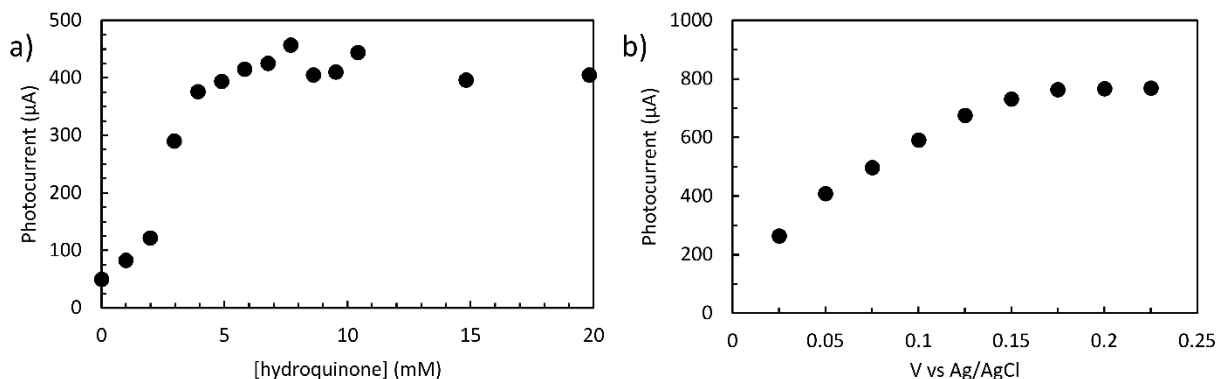 a)
Photocurrent (µA)
500
400
300
200
100
0
0 5 10 15 20
[hydroquinone] (mM)
b)
Photocurrent (µA)
1000
800
600
400
200
0
0 0.05 0.1 0.15 0.2 0.25
V vs Ag/AgCl